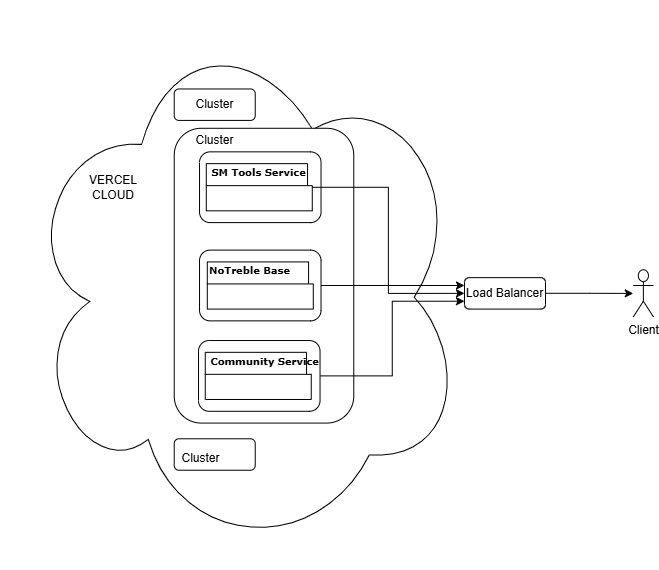 Cluster
Cluster
SM Tools Service
VERCEL
CLOUD
NoTreble Base
Load Balancer
Client
Community Service
Cluster